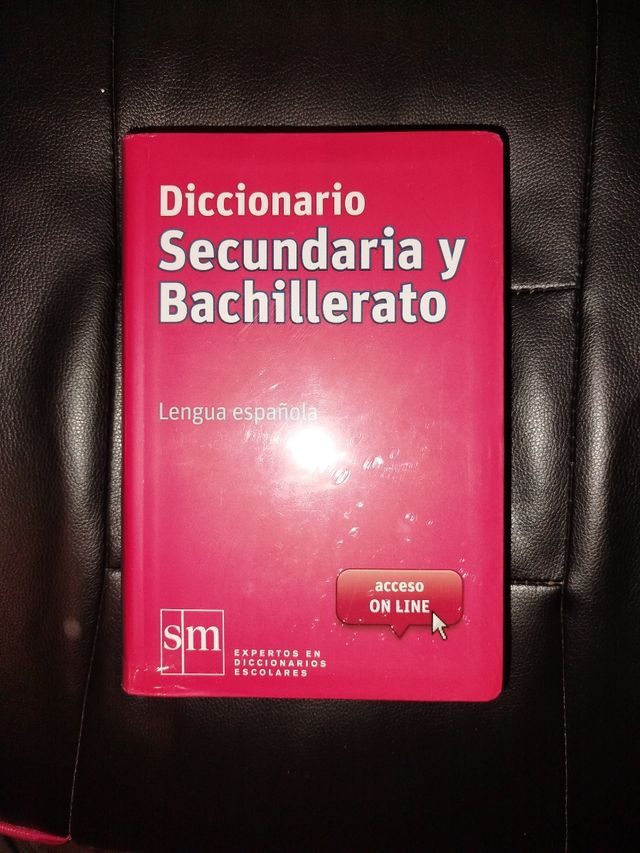 Diccionario
Secundaria y
Bachillerato
Lengua española
acceso
ON LINE
sm
EXPERTOS EN
DICCIONARIOS
ESCOLARES